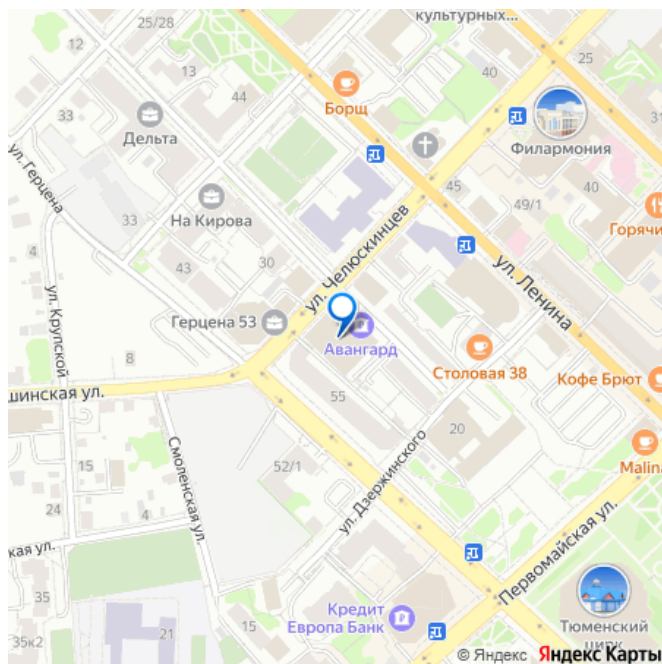 культурных...
25/28
13
40
25
Борщ
44
33
Дельта
Филармония
31
ул. Герцена
45
49/1
40
33
На Кирова
Горячи
4
43
30
ул. Челюскинцев
ул. Ленина
ул. Крупской
Герцена 53
Авангард
8
Столовая 38
Кофе Брют
шинская ул.
55
20
15
Смоленская ул.
52/1
ул. Дзержинского
Malina
24
4
кая ул.
Первомайская ул.
35
Кредит
Европа Банк
15
21
35к2
Тюменский
цирк
© Яндекс Яндекс Карты